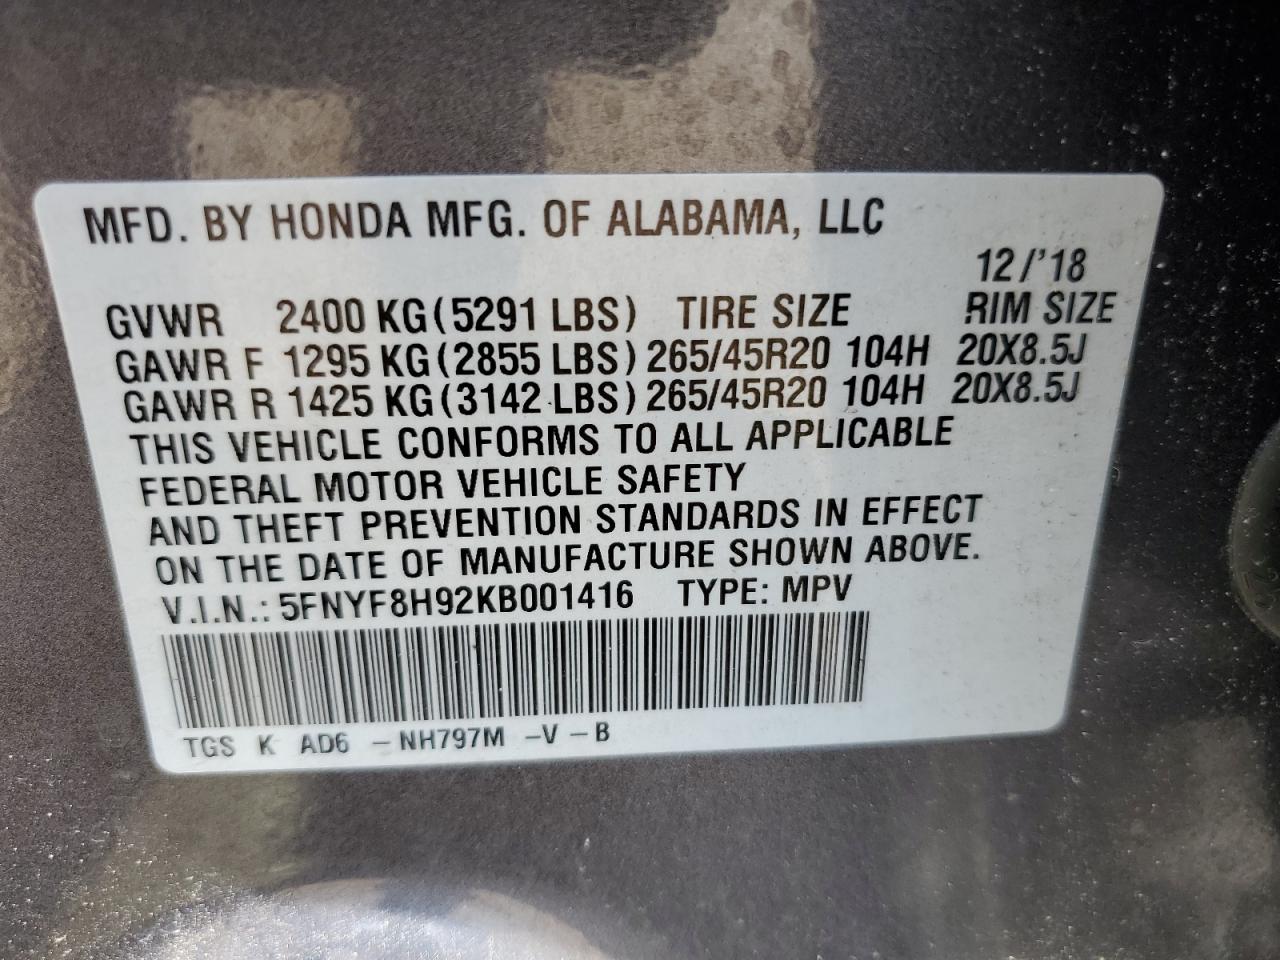 MFD. BY HONDA MFG. OF ALABAMA, LLC
12/'18
GVWR 2400 KG(5291 LBS) TIRE SIZE RIM SIZE
GAWR F 1295 KG(2855 LBS) 265/45R20 104H 20X8.5J
GAWR R 1425 KG(3142 LBS) 265/45R20 104H 20X8.5J
THIS VEHICLE CONFORMS TO ALL APPLICABLE
FEDERAL MOTOR VEHICLE SAFETY
AND THEFT PREVENTION STANDARDS IN EFFECT
ON THE DATE OF MANUFACTURE SHOWN ABOVE.
V.I.N.: 5FNYF8H92KB001416 TYPE: MPV
TGS K AD6 -NH797M -V -B